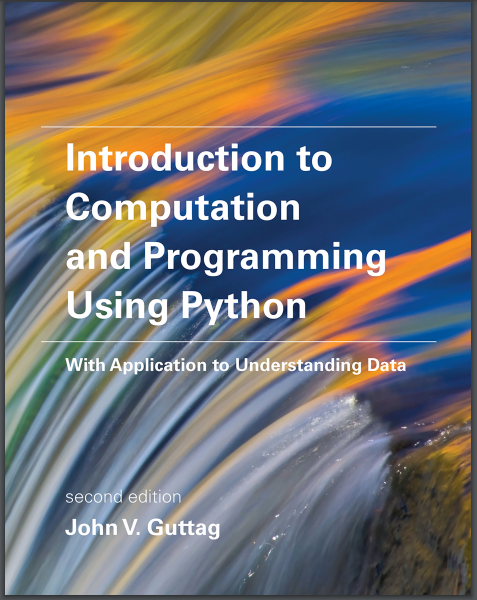 Introduction to
Computation
and Programming
Using Python
With Application to Understanding Data
second edition
John V. Guttag